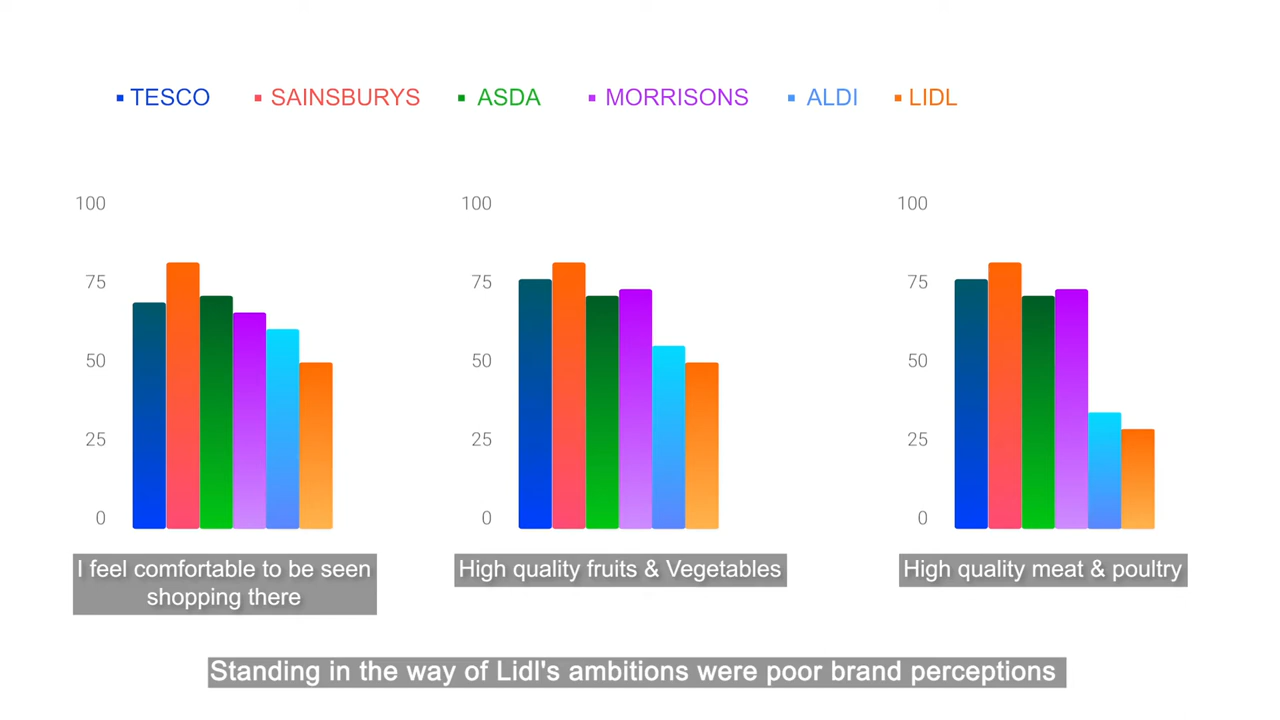 TESCO SAINSBURYS ASDA MORRISONS ALDI LIDL
100
75
50
25
0
I feel comfortable to be seen
shopping there
100
75
50
25
0
High quality fruits & Vegetables
100
75
50
25
0
High quality meat & poultry
Standing in the way of Lidl's ambitions were poor brand perceptions